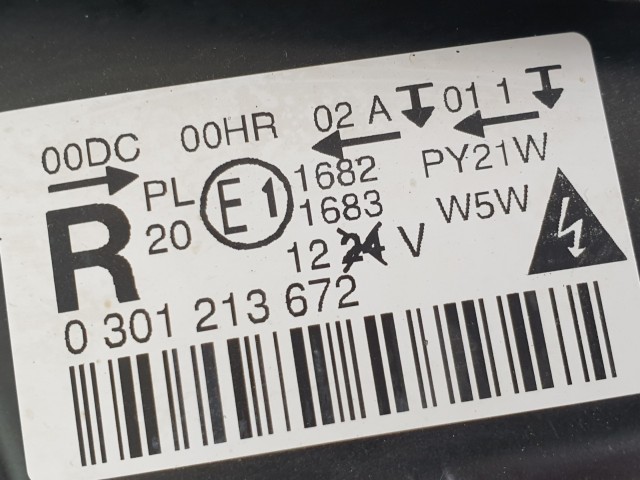 00DC 00HR 02 A 01 1
PL E1 1682 PY21W
R 20 1683 W5W
12 24 V
0 301 213 672